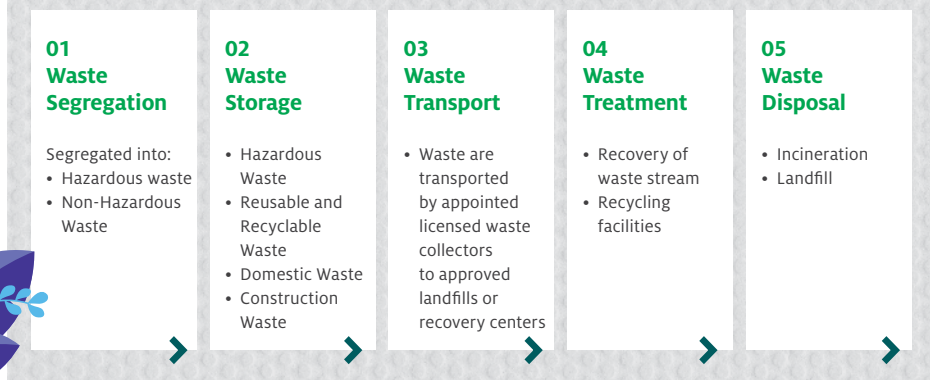 01
Waste
Segregation
Segregated into:
• Hazardous waste
• Non-Hazardous
Waste
02
Waste
Storage
• Hazardous
Waste
• Reusable and
Recyclable
Waste
• Domestic Waste
• Construction
Waste
03
Waste
Transport
• Waste are
transported
by appointed
licensed waste
collectors
to approved
landfills or
recovery centers
04
Waste
Treatment
• Recovery of
waste stream
• Recycling
facilities
05
Waste
Disposal
• Incineration
• Landfill